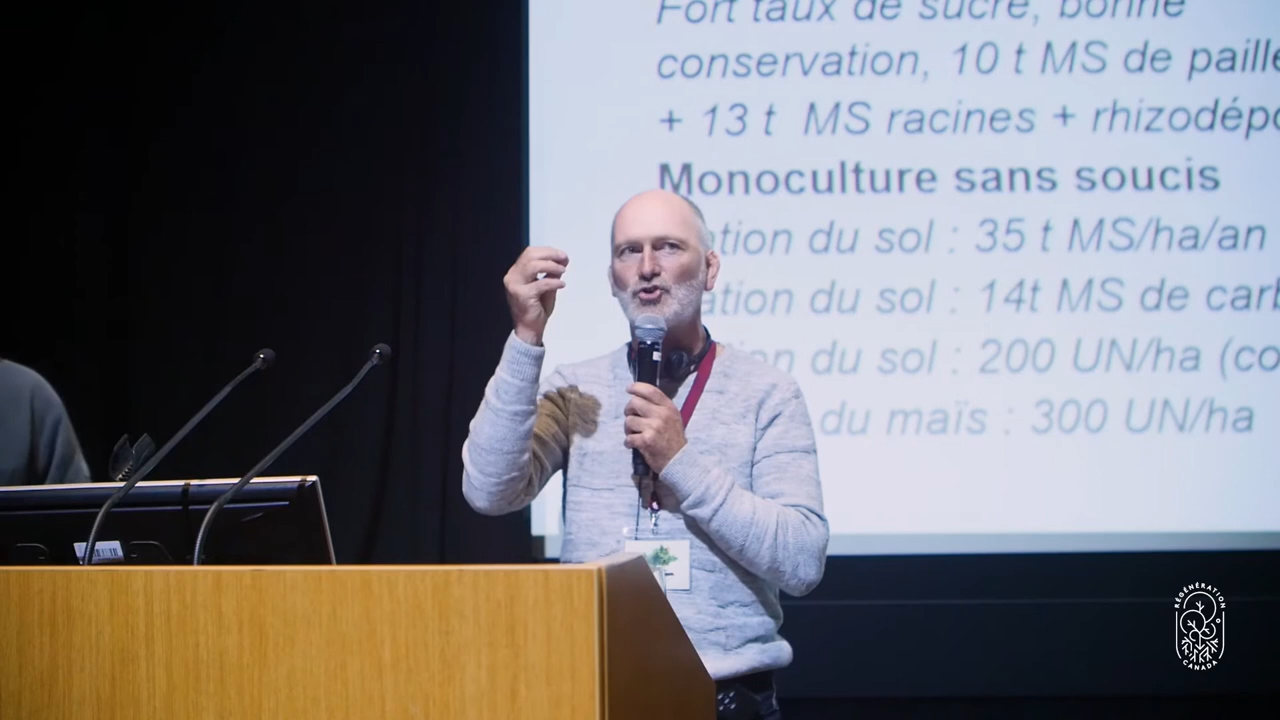 Fort taux de sucre, bonne
conservation, 10 t MS de paille
+ 13 t MS racines + rhizodépo
Monoculture sans soucis
ation du sol : 35 t MS/ha/an
ation du sol : 14t MS de carb
n du sol : 200 UN/ha (co
du maïs : 300 UN/ha
RÉGÉNÉRATION
CANADA